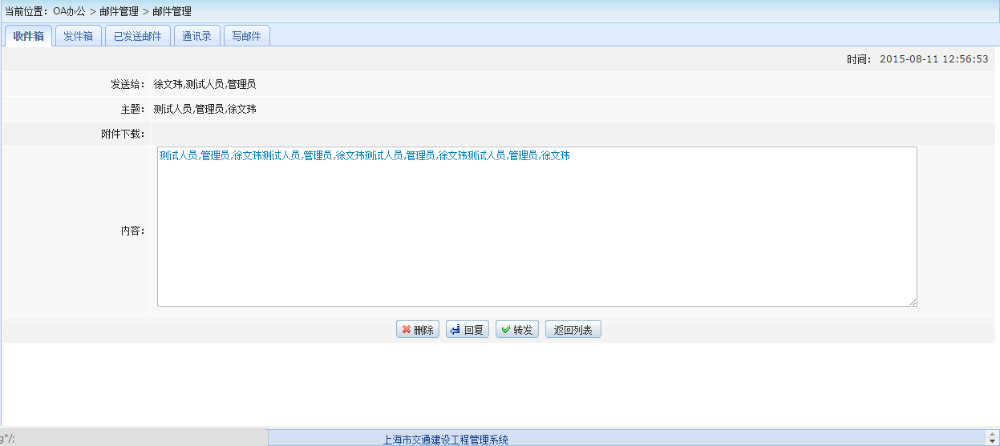 当前位置：OA办公 > 邮件管理 > 邮件管理
收件箱 发件箱 已发送邮件 通讯录 写邮件
时间： 2015-08-11 12:56:53
发送给： 徐文玮,测试人员,管理员
主题： 测试人员,管理员,徐文玮
附件下载：
内容： 测试人员,管理员,徐文玮测试人员,管理员,徐文玮测试人员,管理员,徐文玮测试人员,管理员,徐文玮
删除 回复 转发 返回列表
g*/; 上海市交通建设工程管理系统